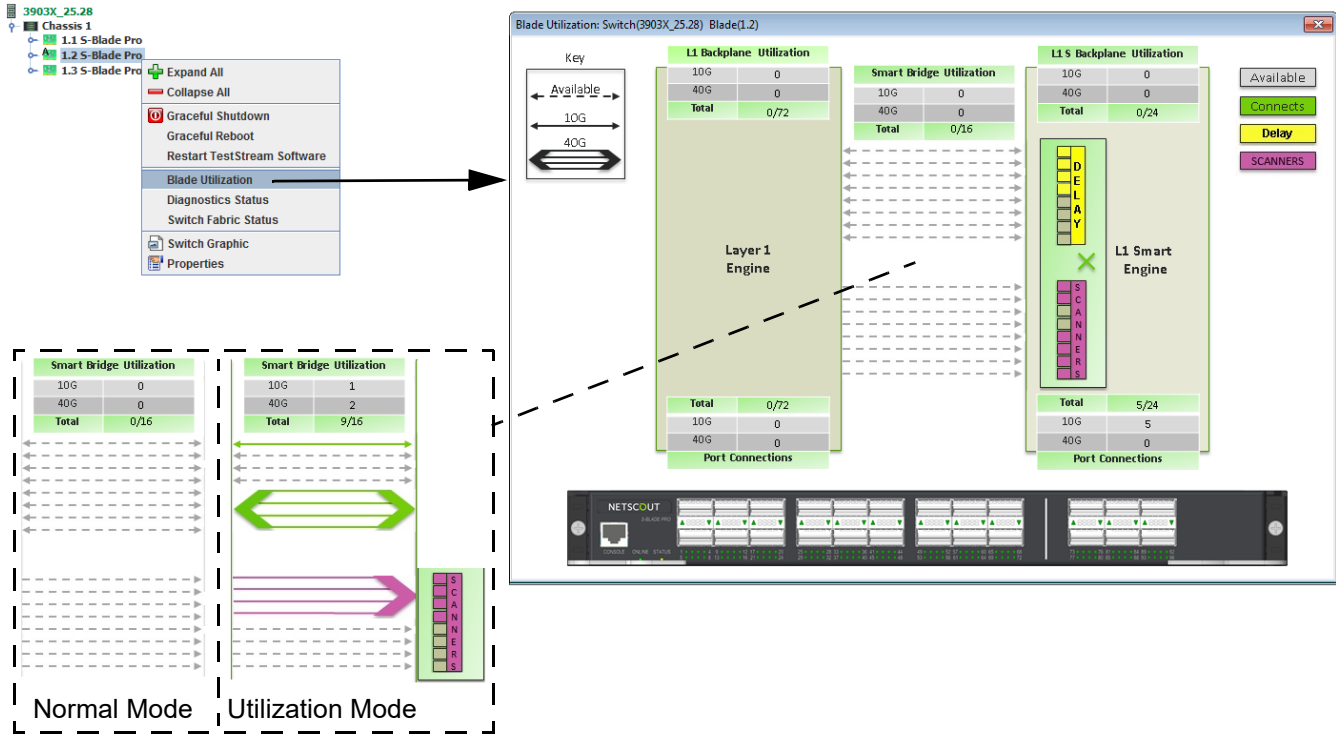 3903X_25.28
Chassis 1
1.1 S-Blade Pro
A 1.2 S-Blade Pro
1.3 S-Blade Pro
Expand All
Collapse All
Graceful Shutdown
Graceful Reboot
Restart TestStream Software
Blade Utilization
Diagnostics Status
Switch Fabric Status
Switch Graphic
Properties
Blade Utilization: Switch(3903X_25.28) Blade(1.2)
Key
Available
10G
40G
L1 Backplane Utilization
10G 0
40G 0
Total 0/72
Smart Bridge Utilization
10G 0
40G 0
Total 0/16
L1 S Backplane Utilization
10G 0
40G 0
Total 0/24
Available
Connects
Delay
SCANNERS
DELAY
Layer 1
Engine
L1 Smart
Engine
SCANNERS
Total 0/72
10G 0
40G 0
Port Connections
Total 5/24
10G 5
40G 0
Port Connections
NETSCOUT
S-BLADE PRO
CONSOLE ONLINE STATUS
Smart Bridge Utilization
10G 0
40G 0
Total 0/16
Smart Bridge Utilization
10G 1
40G 2
Total 9/16
SCANNERS
Normal Mode
Utilization Mode